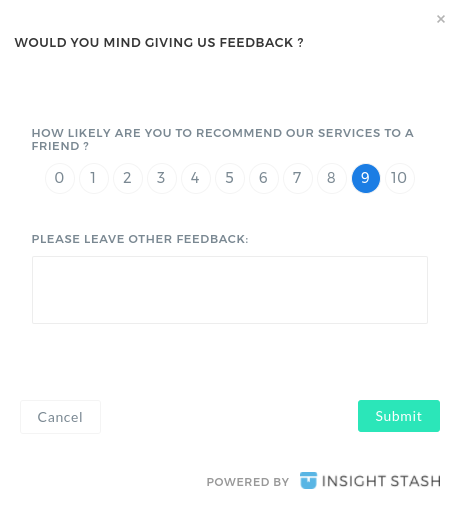 ×
WOULD YOU MIND GIVING US FEEDBACK ?
HOW LIKELY ARE YOU TO RECOMMEND OUR SERVICES TO A
FRIEND ?
0 1 2 3 4 5 6 7 8 9 10
PLEASE LEAVE OTHER FEEDBACK:
Cancel Submit
POWERED BY INSIGHT STASH